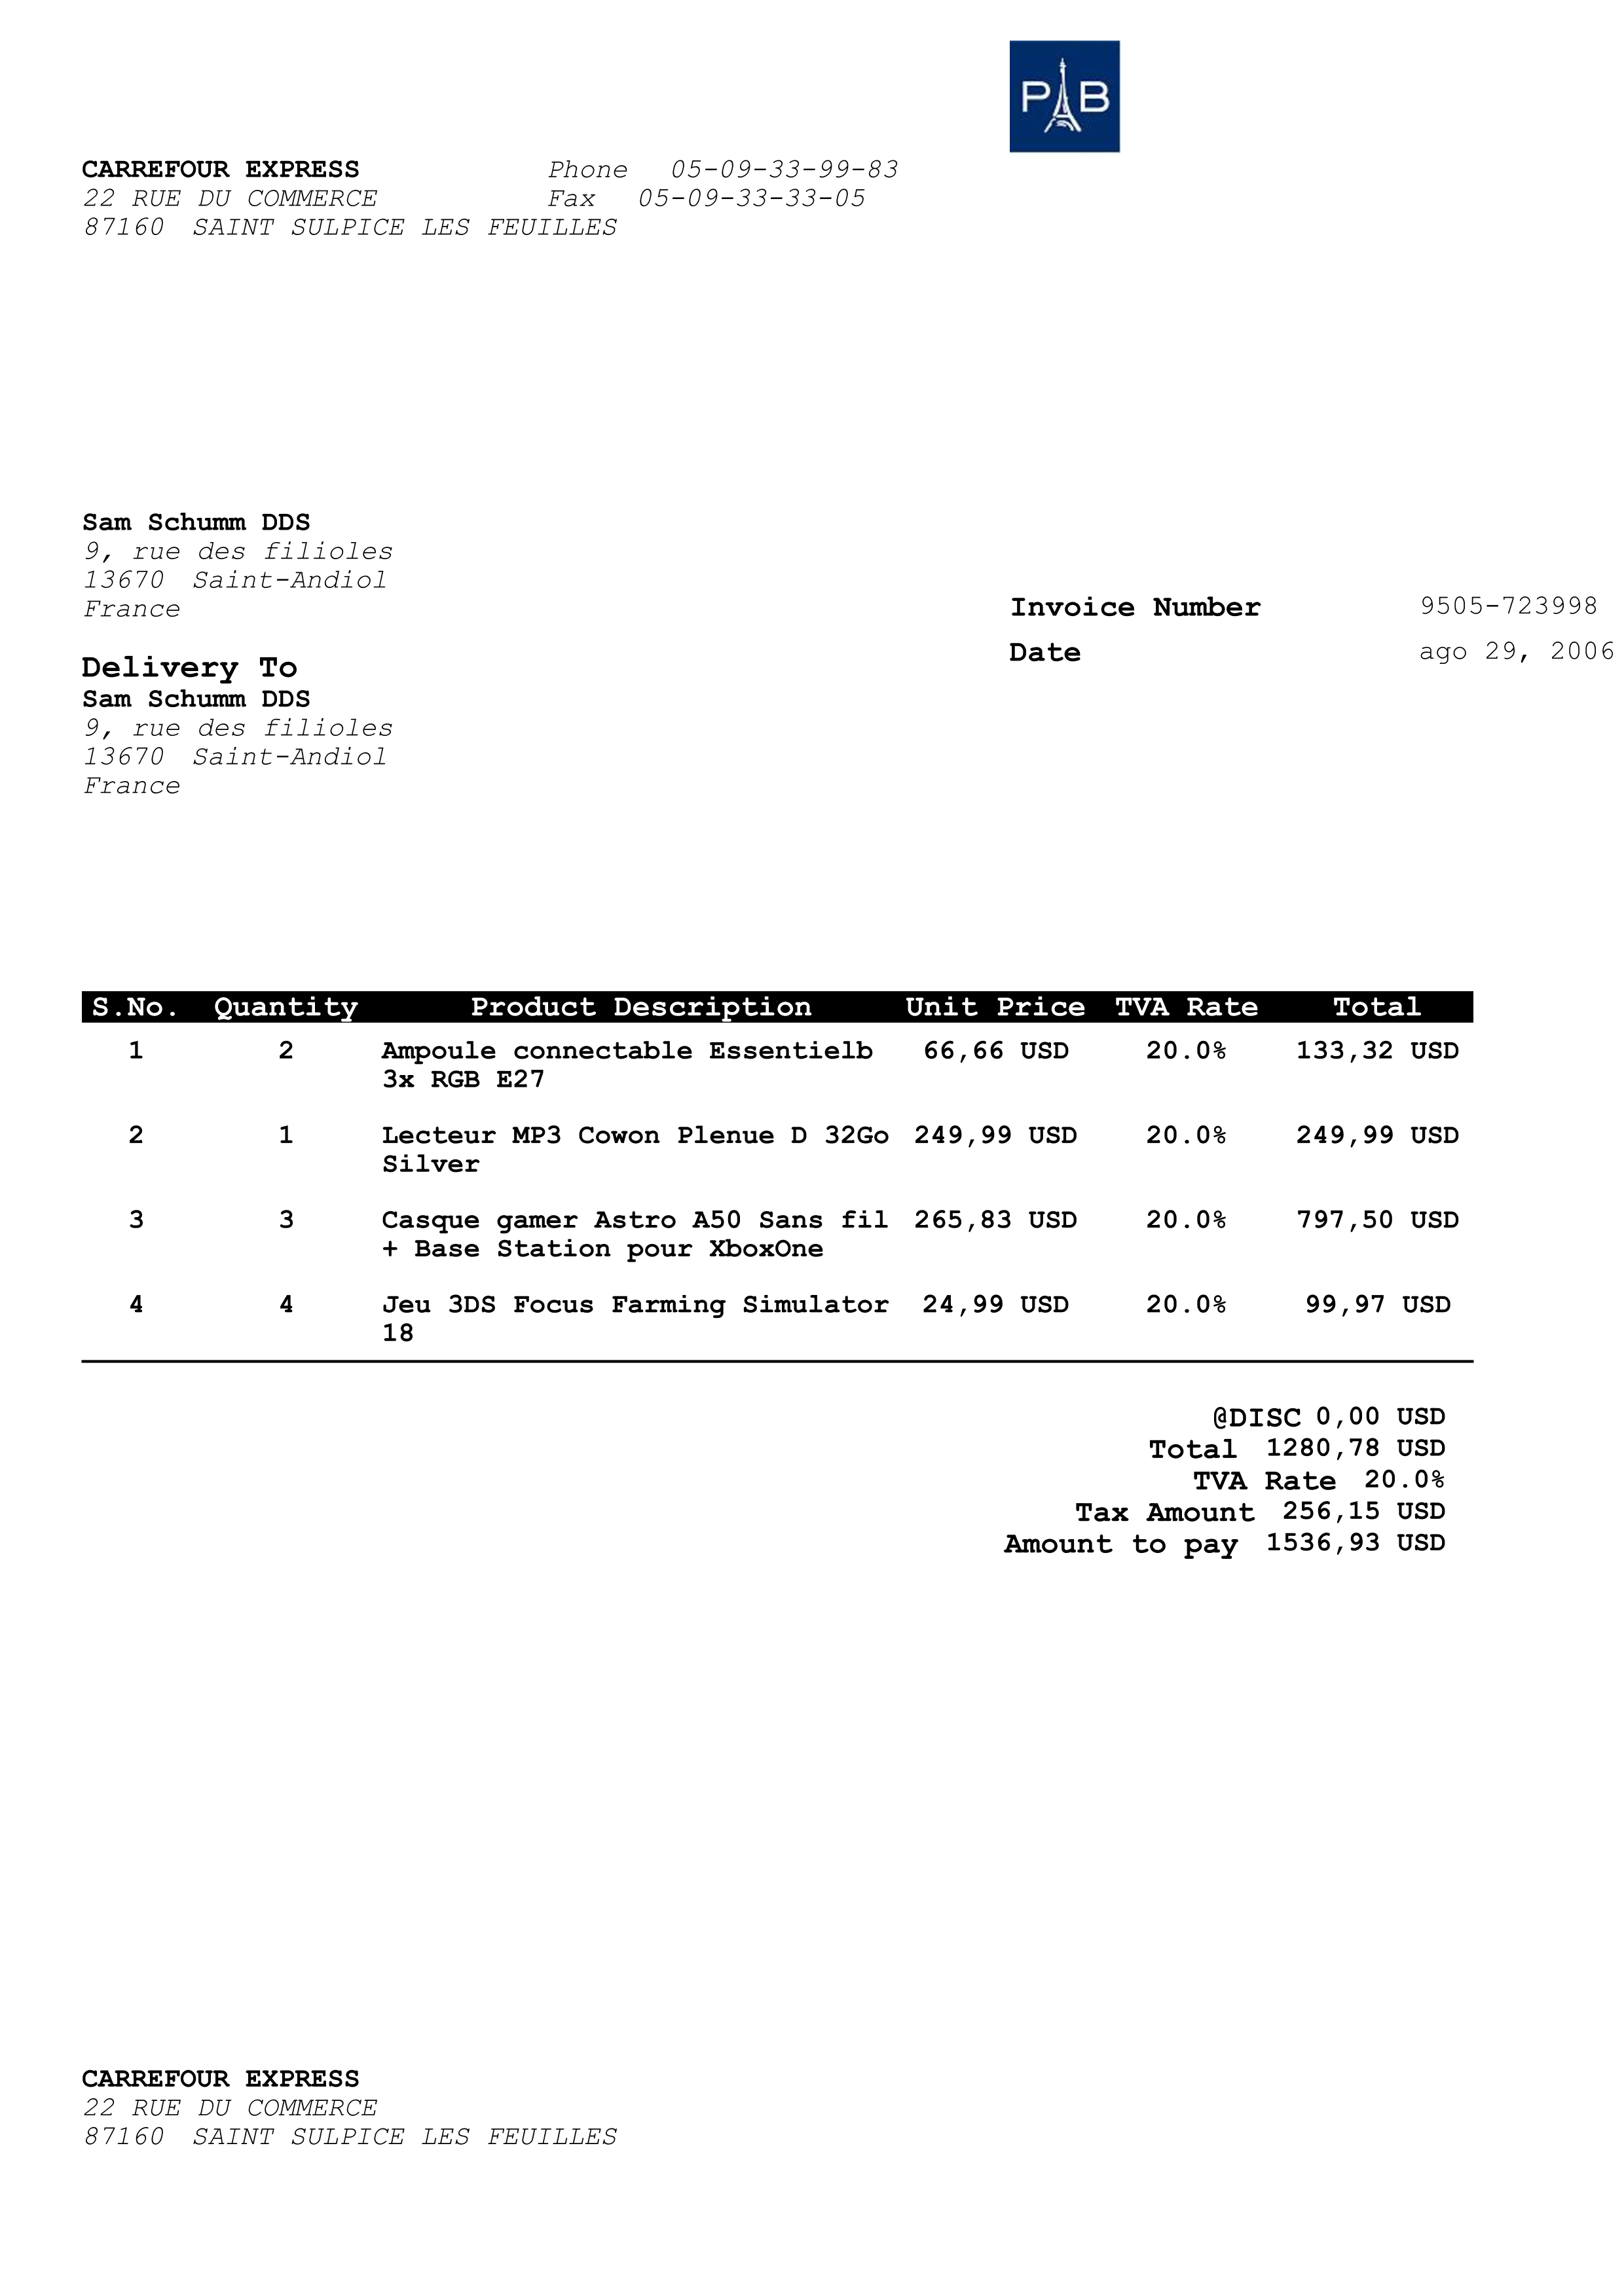 P B
CARREFOUR EXPRESS Phone 05-09-33-99-83
22 RUE DU COMMERCE Fax 05-09-33-33-05
87160 SAINT SULPICE LES FEUILLES
Sam Schumm DDS
9, rue des filioles
13670 Saint-Andiol
France
Invoice Number 9505-723998
Date ago 29, 2006
Delivery To
Sam Schumm DDS
9, rue des filioles
13670 Saint-Andiol
France
S.No. Quantity Product Description Unit Price TVA Rate Total
1 2 Ampoule connectable Essentielb 66,66 USD 20.0% 133,32 USD
3x RGB E27
2 1 Lecteur MP3 Cowon Plenue D 32Go 249,99 USD 20.0% 249,99 USD
Silver
3 3 Casque gamer Astro A50 Sans fil 265,83 USD 20.0% 797,50 USD
+ Base Station pour XboxOne
4 4 Jeu 3DS Focus Farming Simulator 24,99 USD 20.0% 99,97 USD
18
@DISC 0,00 USD
Total 1280,78 USD
TVA Rate 20.0%
Tax Amount 256,15 USD
Amount to pay 1536,93 USD
CARREFOUR EXPRESS
22 RUE DU COMMERCE
87160 SAINT SULPICE LES FEUILLES